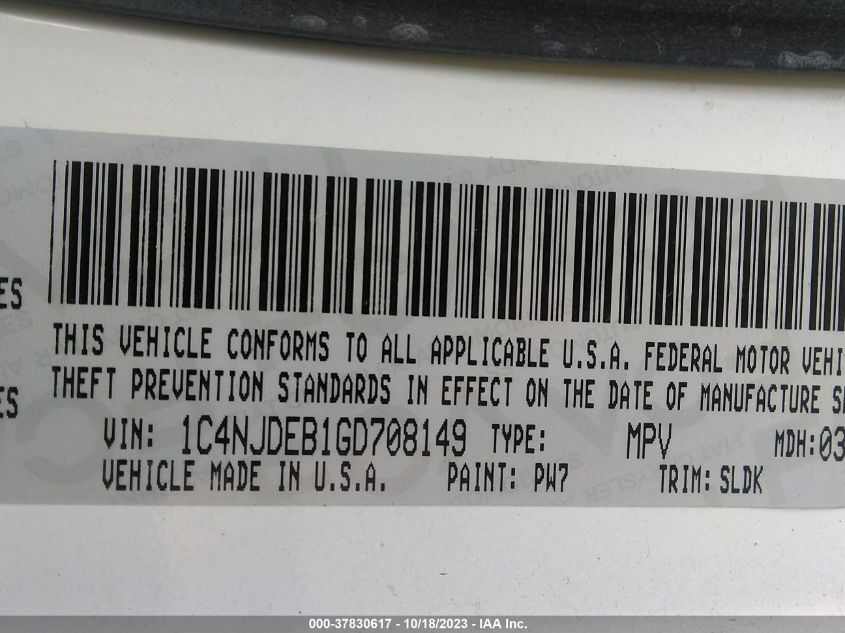 ES
THIS VEHICLE CONFORMS TO ALL APPLICABLE U.S.A. FEDERAL MOTOR VEHI
THEFT PREVENTION STANDARDS IN EFFECT ON THE DATE OF MANUFACTURE S
ES
VIN: 1C4NJDEB1GD708149 TYPE: MPV MDH:03
VEHICLE MADE IN U.S.A. PAINT: PW7 TRIM: SLDK
000-37830617 - 10/18/2023 - IAA Inc.